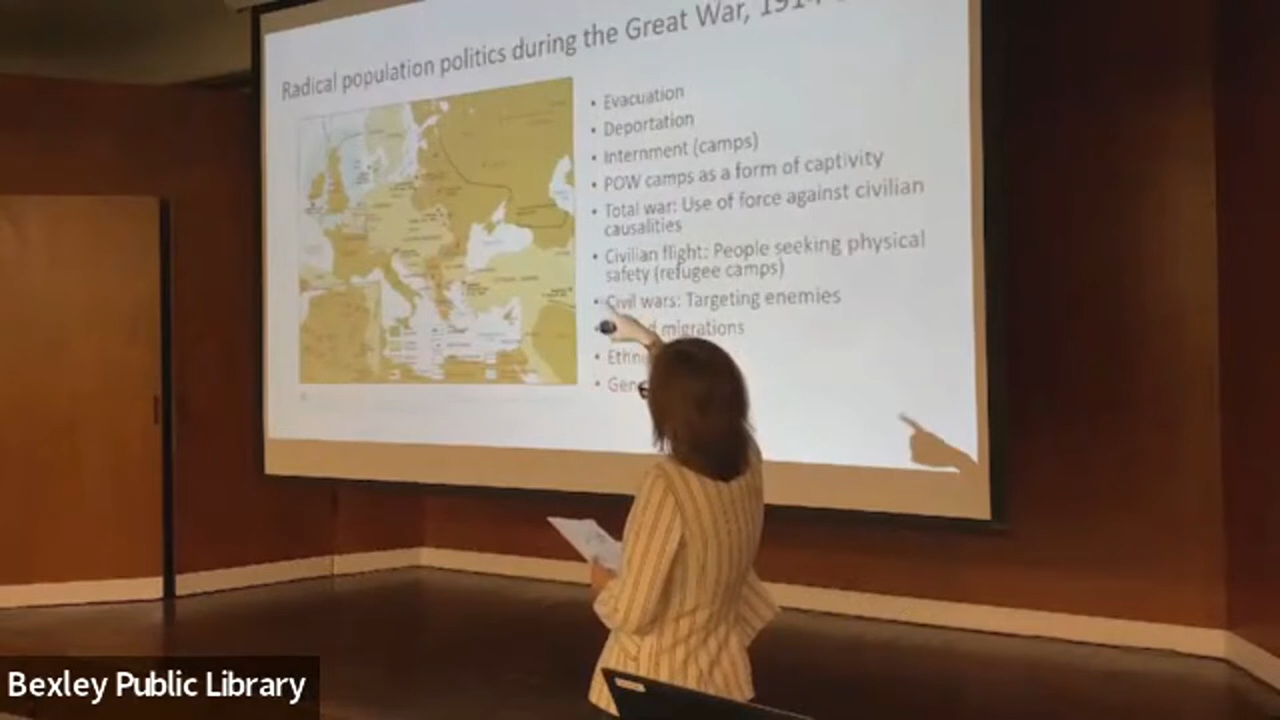 Radical population politics during the Great War,
• Evacuation
• Deportation
• Internment (camps)
• POW camps as a form of captivity
• Total war: Use of force against civilian
causalities
• Civilian flight: People seeking physical
safety (refugee camps)
• Civil wars: Targeting enemies
migrations
Bexley Public Library